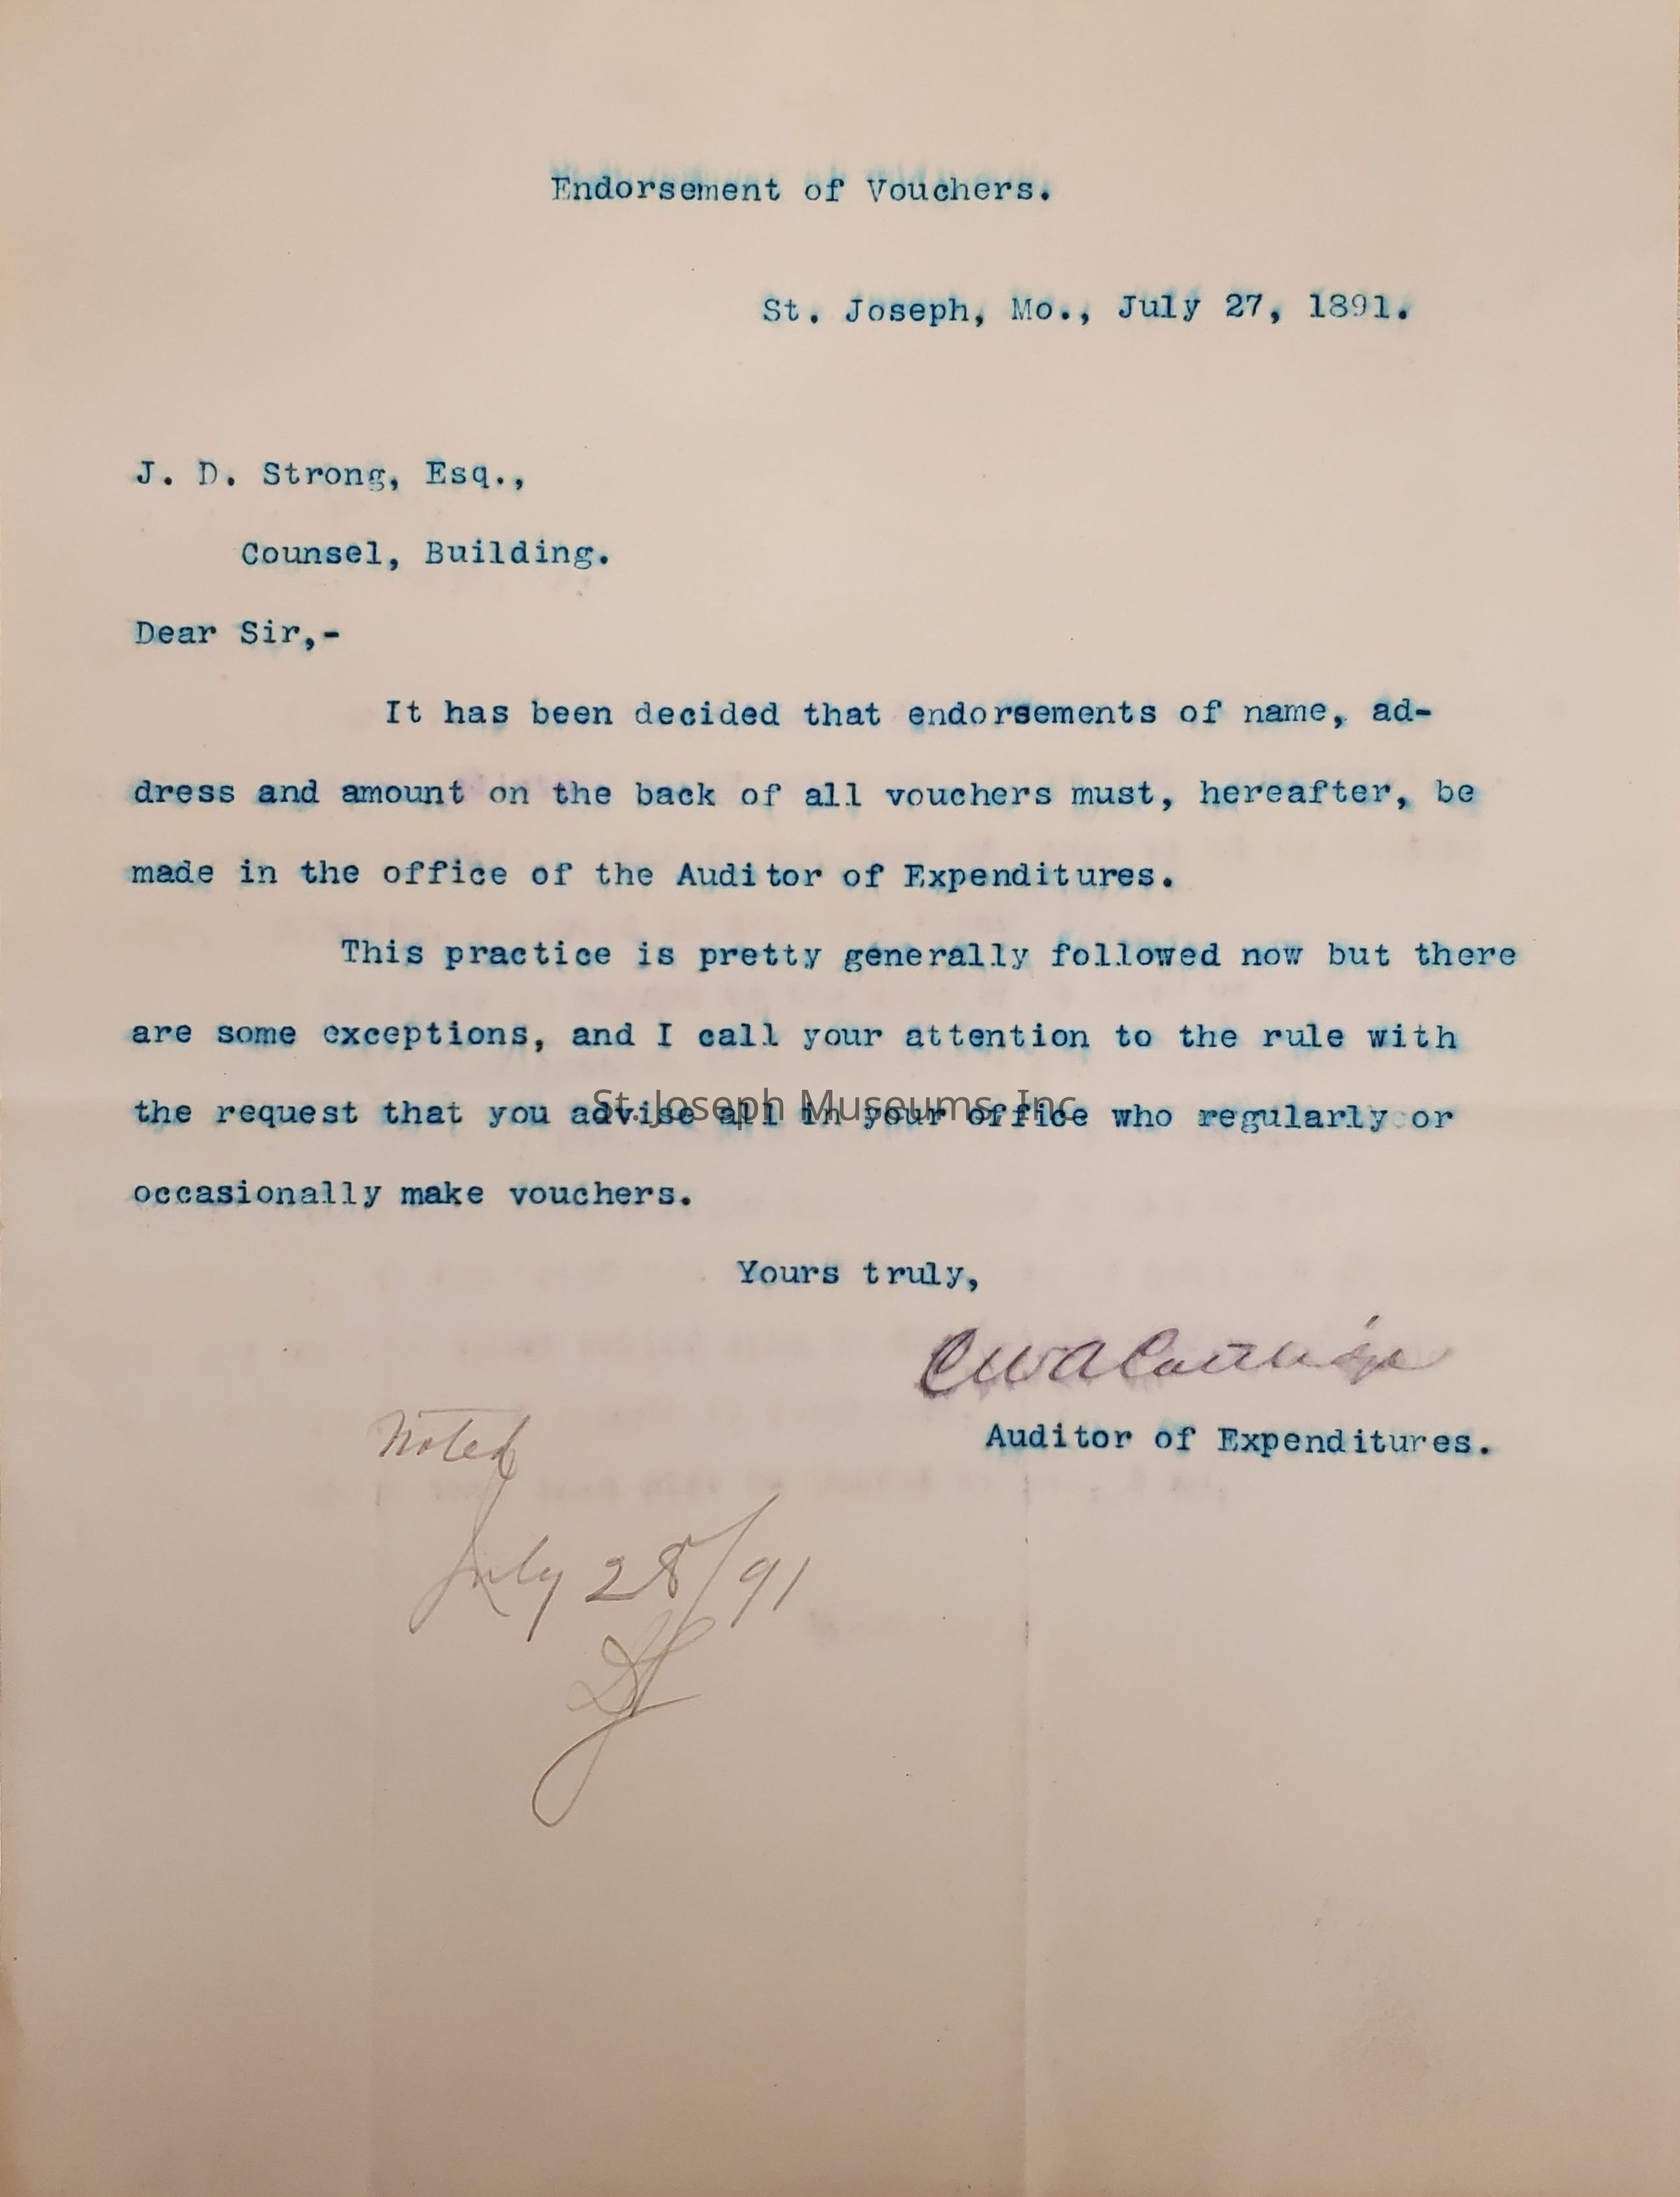 Endorsement of Vouchers.
St. Joseph, Mo., July 27, 1891.
J. D. Strong, Esq.,
Counsel, Building.
Dear Sir,-
It has been decided that endorsements of name, ad-
dress and amount on the back of all vouchers must, hereafter, be
made in the office of the Auditor of Expenditures.
This practice is pretty generally followed now but there
are some exceptions, and I call your attention to the rule with
the request that you advise all in your office who regularly or
St. Joseph Museums, Inc
occasionally make vouchers.
Yours truly,
Auditor of Expenditures.
Noted
July 28/91